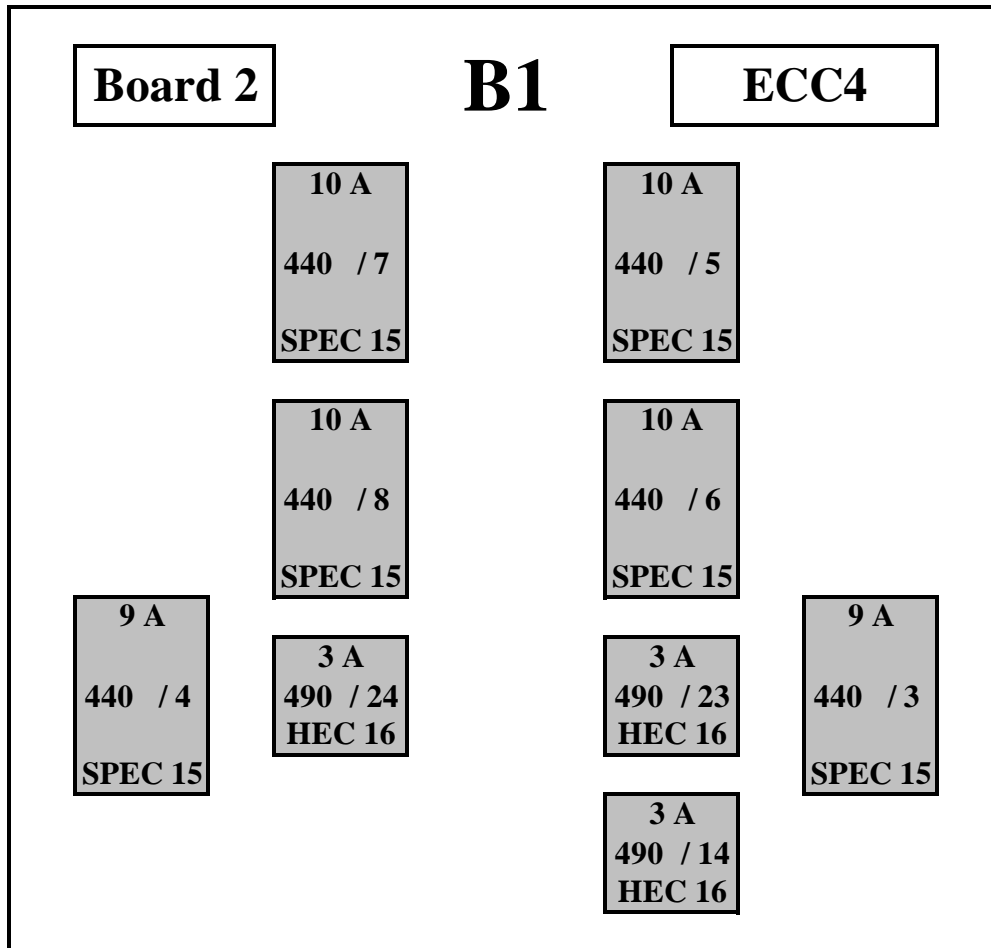 Board 2
B1
ECC4
10 A
440 / 7
SPEC 15
10 A
440 / 5
SPEC 15
10 A
440 / 8
SPEC 15
10 A
440 / 6
SPEC 15
9 A
440 / 4
SPEC 15
3 A
490 / 24
HEC 16
3 A
490 / 23
HEC 16
9 A
440 / 3
SPEC 15
3 A
490 / 14
HEC 16